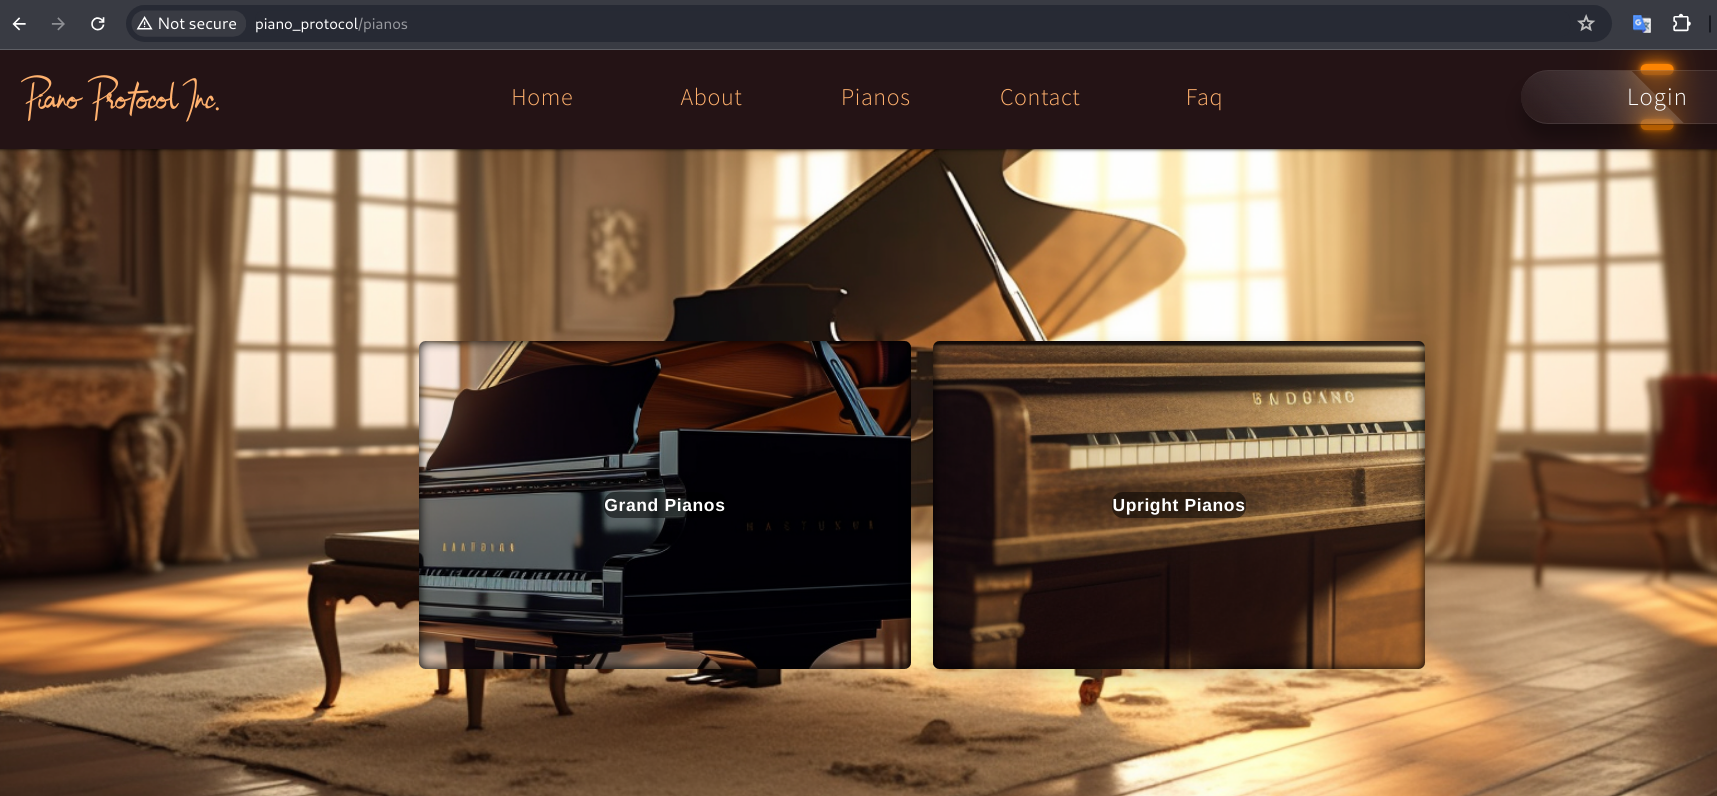 Not secure piano_protocol/pianos
Piano Protocol Inc. Home About Pianos Contact Faq Login
Grand Pianos Upright Pianos